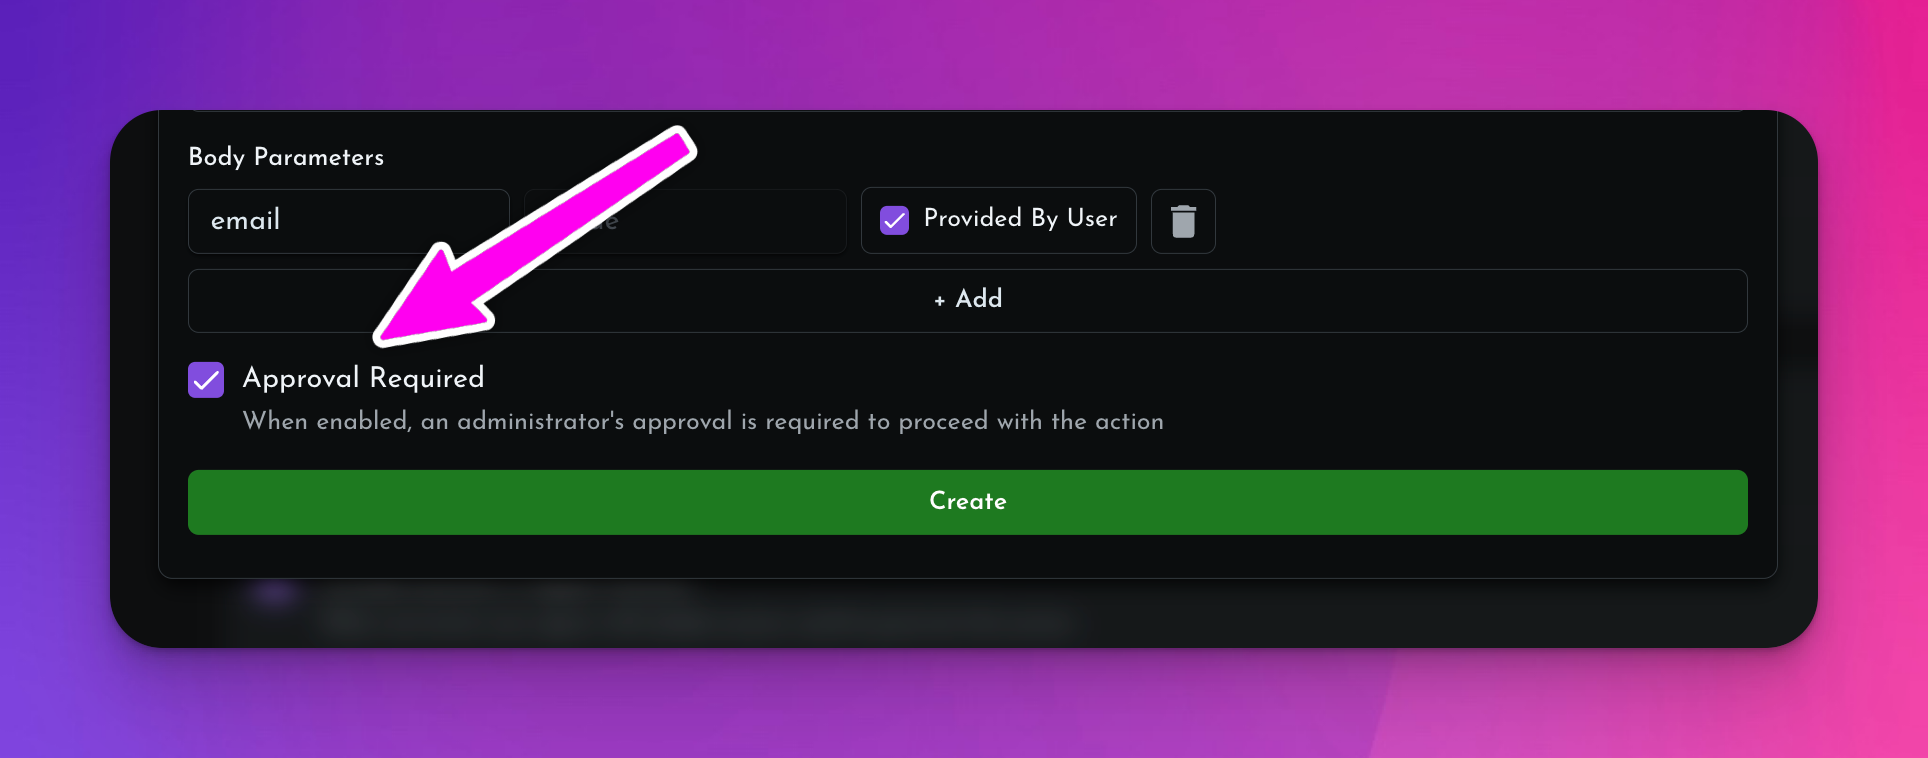 Body Parameters
email
Provided By User
+ Add
Approval Required
When enabled, an administrator's approval is required to proceed with the action
Create